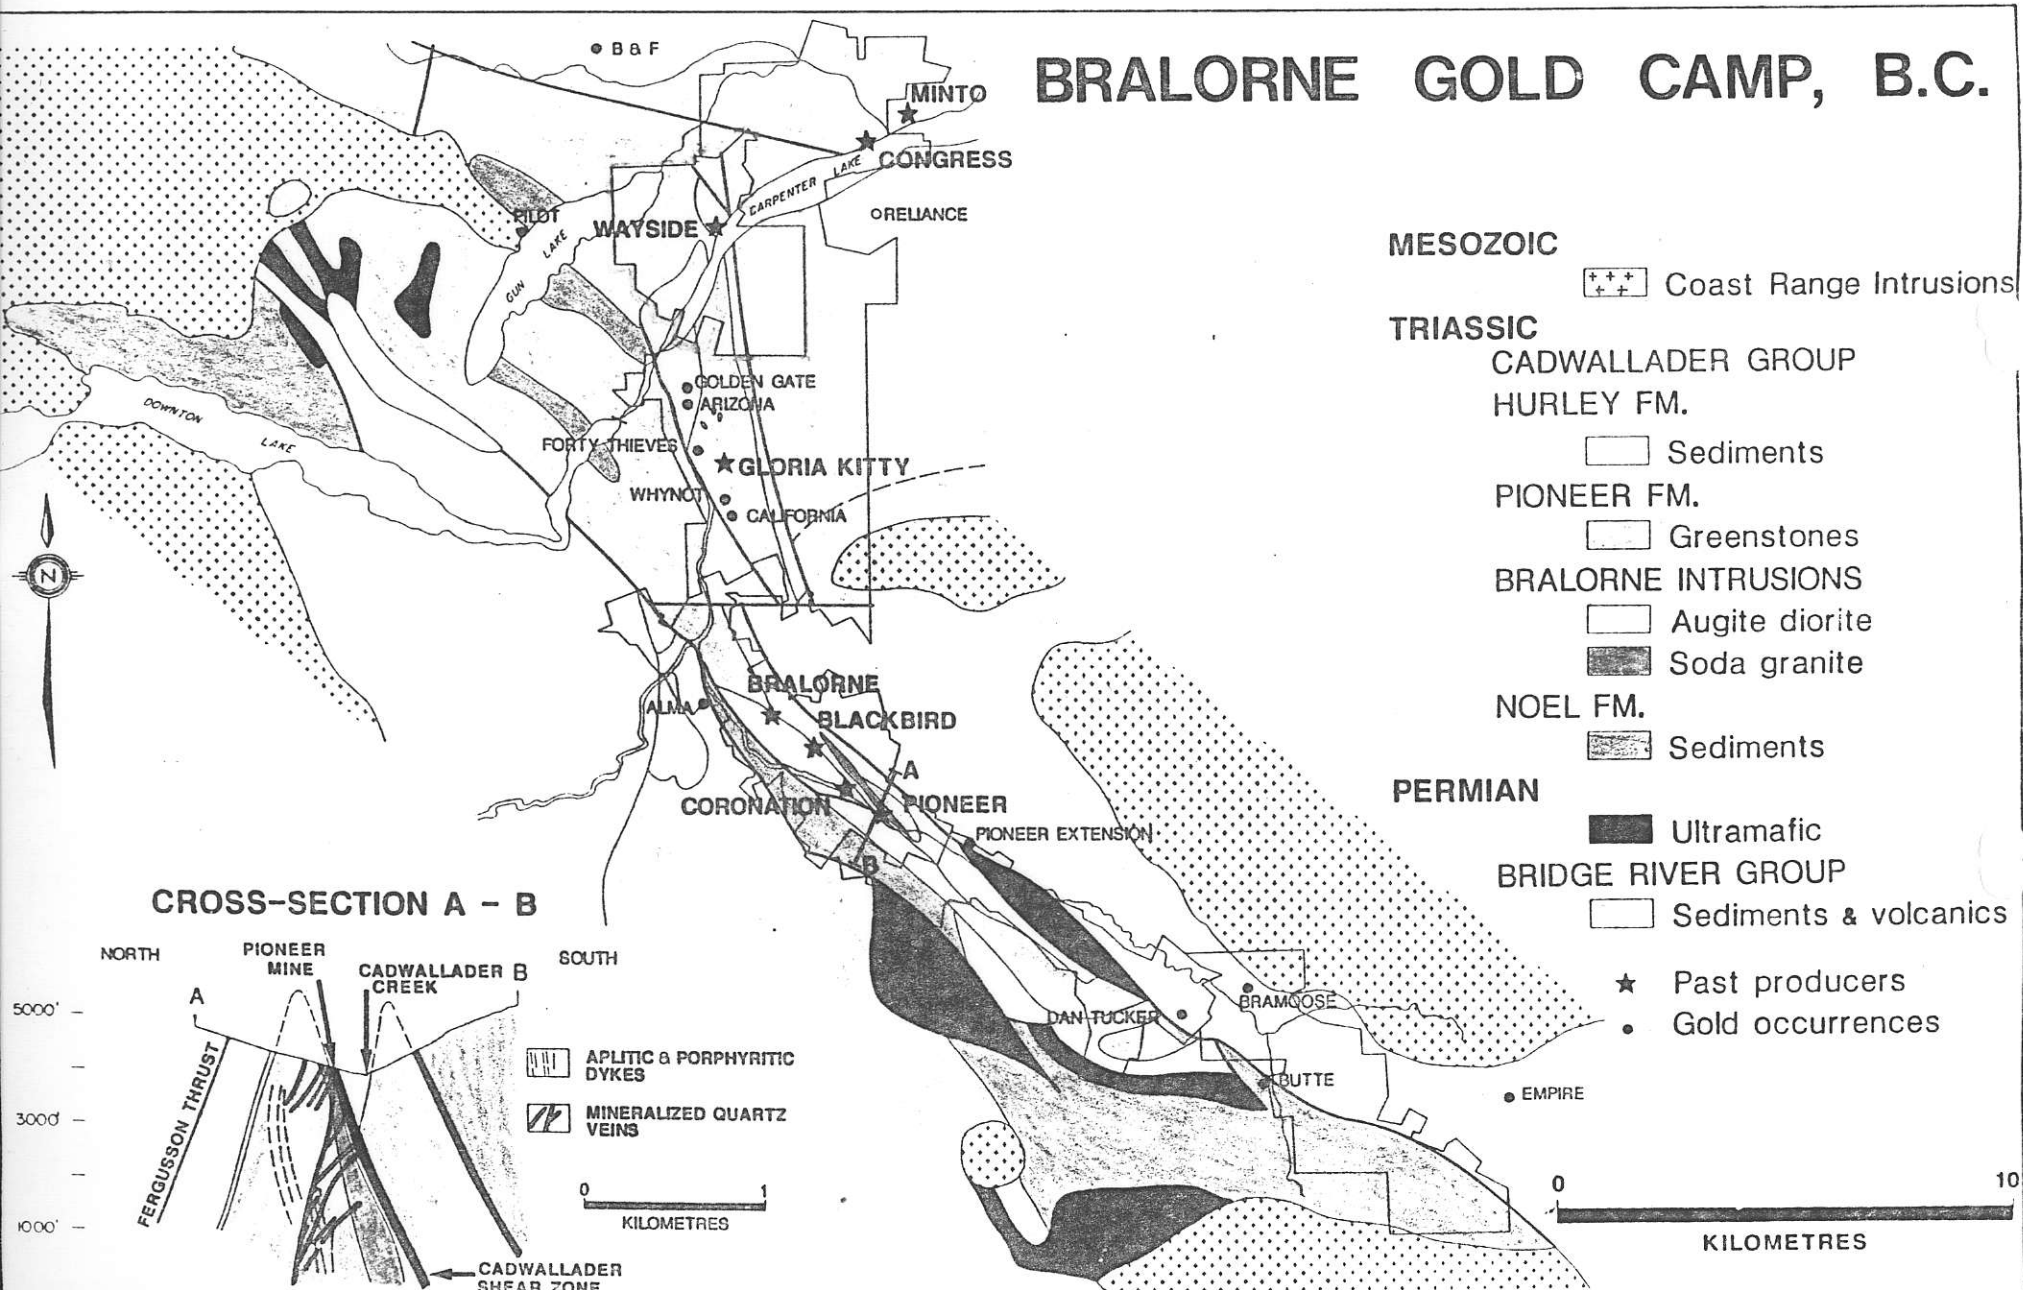 BRALORNE GOLD CAMP, B.C.
B & F
MINTO
CONGRESS
CARPENTER LAKE
RELIANCE
PILOT
WAYSIDE
GUN LAKE
GOLDEN GATE
ARIZONA
DOWNTON LAKE
FORTY THIEVES
GLORIA KITTY
WHYNOT
CALIFORNIA
N
BRALORNE
ALMA
BLACKBIRD
A
CORONATION
PIONEER
PIONEER EXTENSION
B
BRAMOOSE
DAN TUCKER
BUTTE
EMPIRE
MESOZOIC
Coast Range Intrusions
TRIASSIC
CADWALLADER GROUP
HURLEY FM.
Sediments
PIONEER FM.
Greenstones
BRALORNE INTRUSIONS
Augite diorite
Soda granite
NOEL FM.
Sediments
PERMIAN
Ultramafic
BRIDGE RIVER GROUP
Sediments & volcanics
Past producers
Gold occurrences
0 10
KILOMETRES
CROSS-SECTION A - B
NORTH
PIONEER
MINE
CADWALLADER
CREEK
B
SOUTH
A
5000'
3000'
1000'
FERGUSSON THRUST
APLITIC & PORPHYRITIC
DYKES
MINERALIZED QUARTZ
VEINS
0 1
KILOMETRES
CADWALLADER
SHEAR ZONE